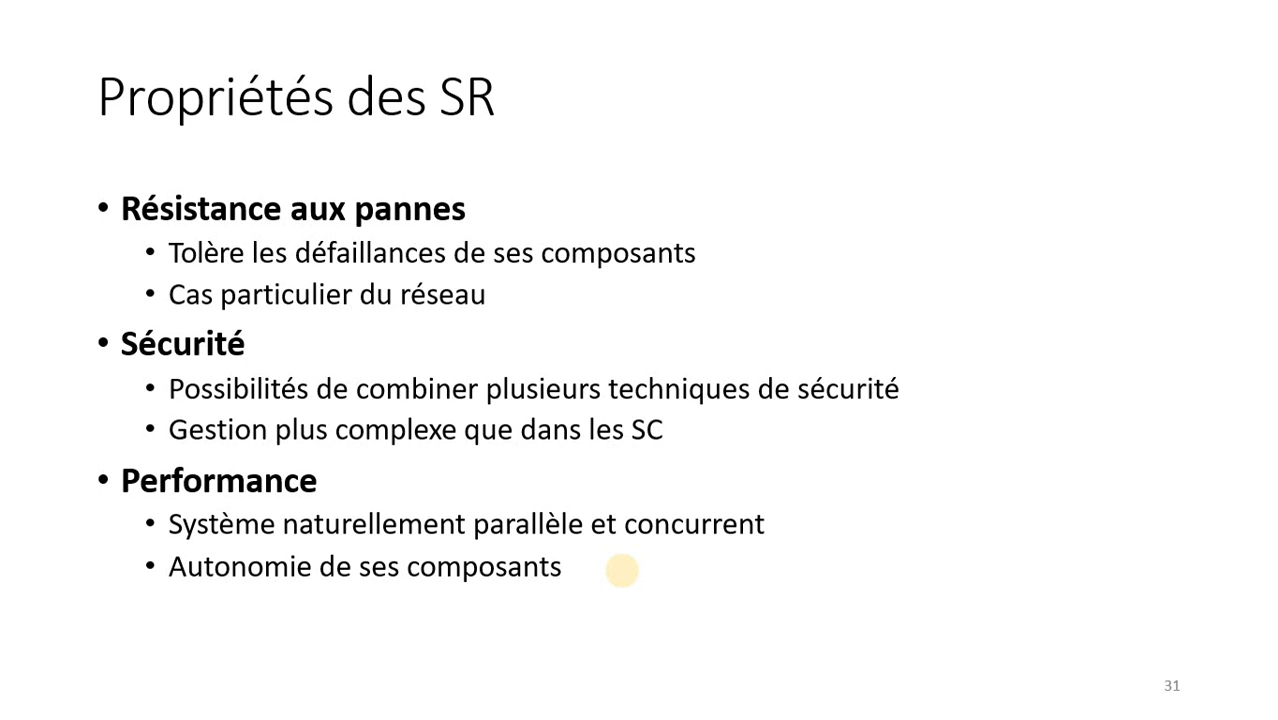 Propriétés des SR
• Résistance aux pannes
• Tolère les défaillances de ses composants
• Cas particulier du réseau
• Sécurité
• Possibilités de combiner plusieurs techniques de sécurité
• Gestion plus complexe que dans les SC
• Performance
• Système naturellement parallèle et concurrent
• Autonomie de ses composants
31